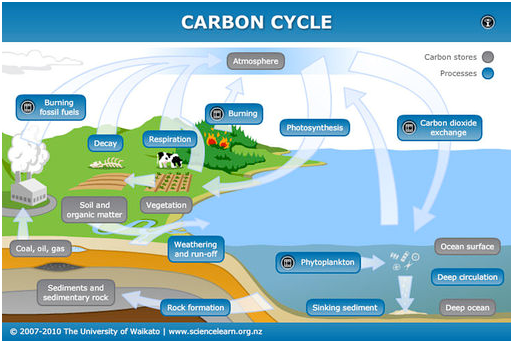 CARBON CYCLE
Atmosphere
Carbon stores
Processes
Burning
fossil fuels
Burning
Carbon dioxide
exchange
Decay
Respiration
Photosynthesis
Soil and
organic matter
Vegetation
Coal, oil, gas
Weathering
and run-off
Ocean surface
Phytoplankton
Deep circulation
Sediments and
sedimentary rock
Rock formation
Sinking sediment
Deep ocean
© 2007-2010 The University of Waikato | www.sciencelearn.org.nz